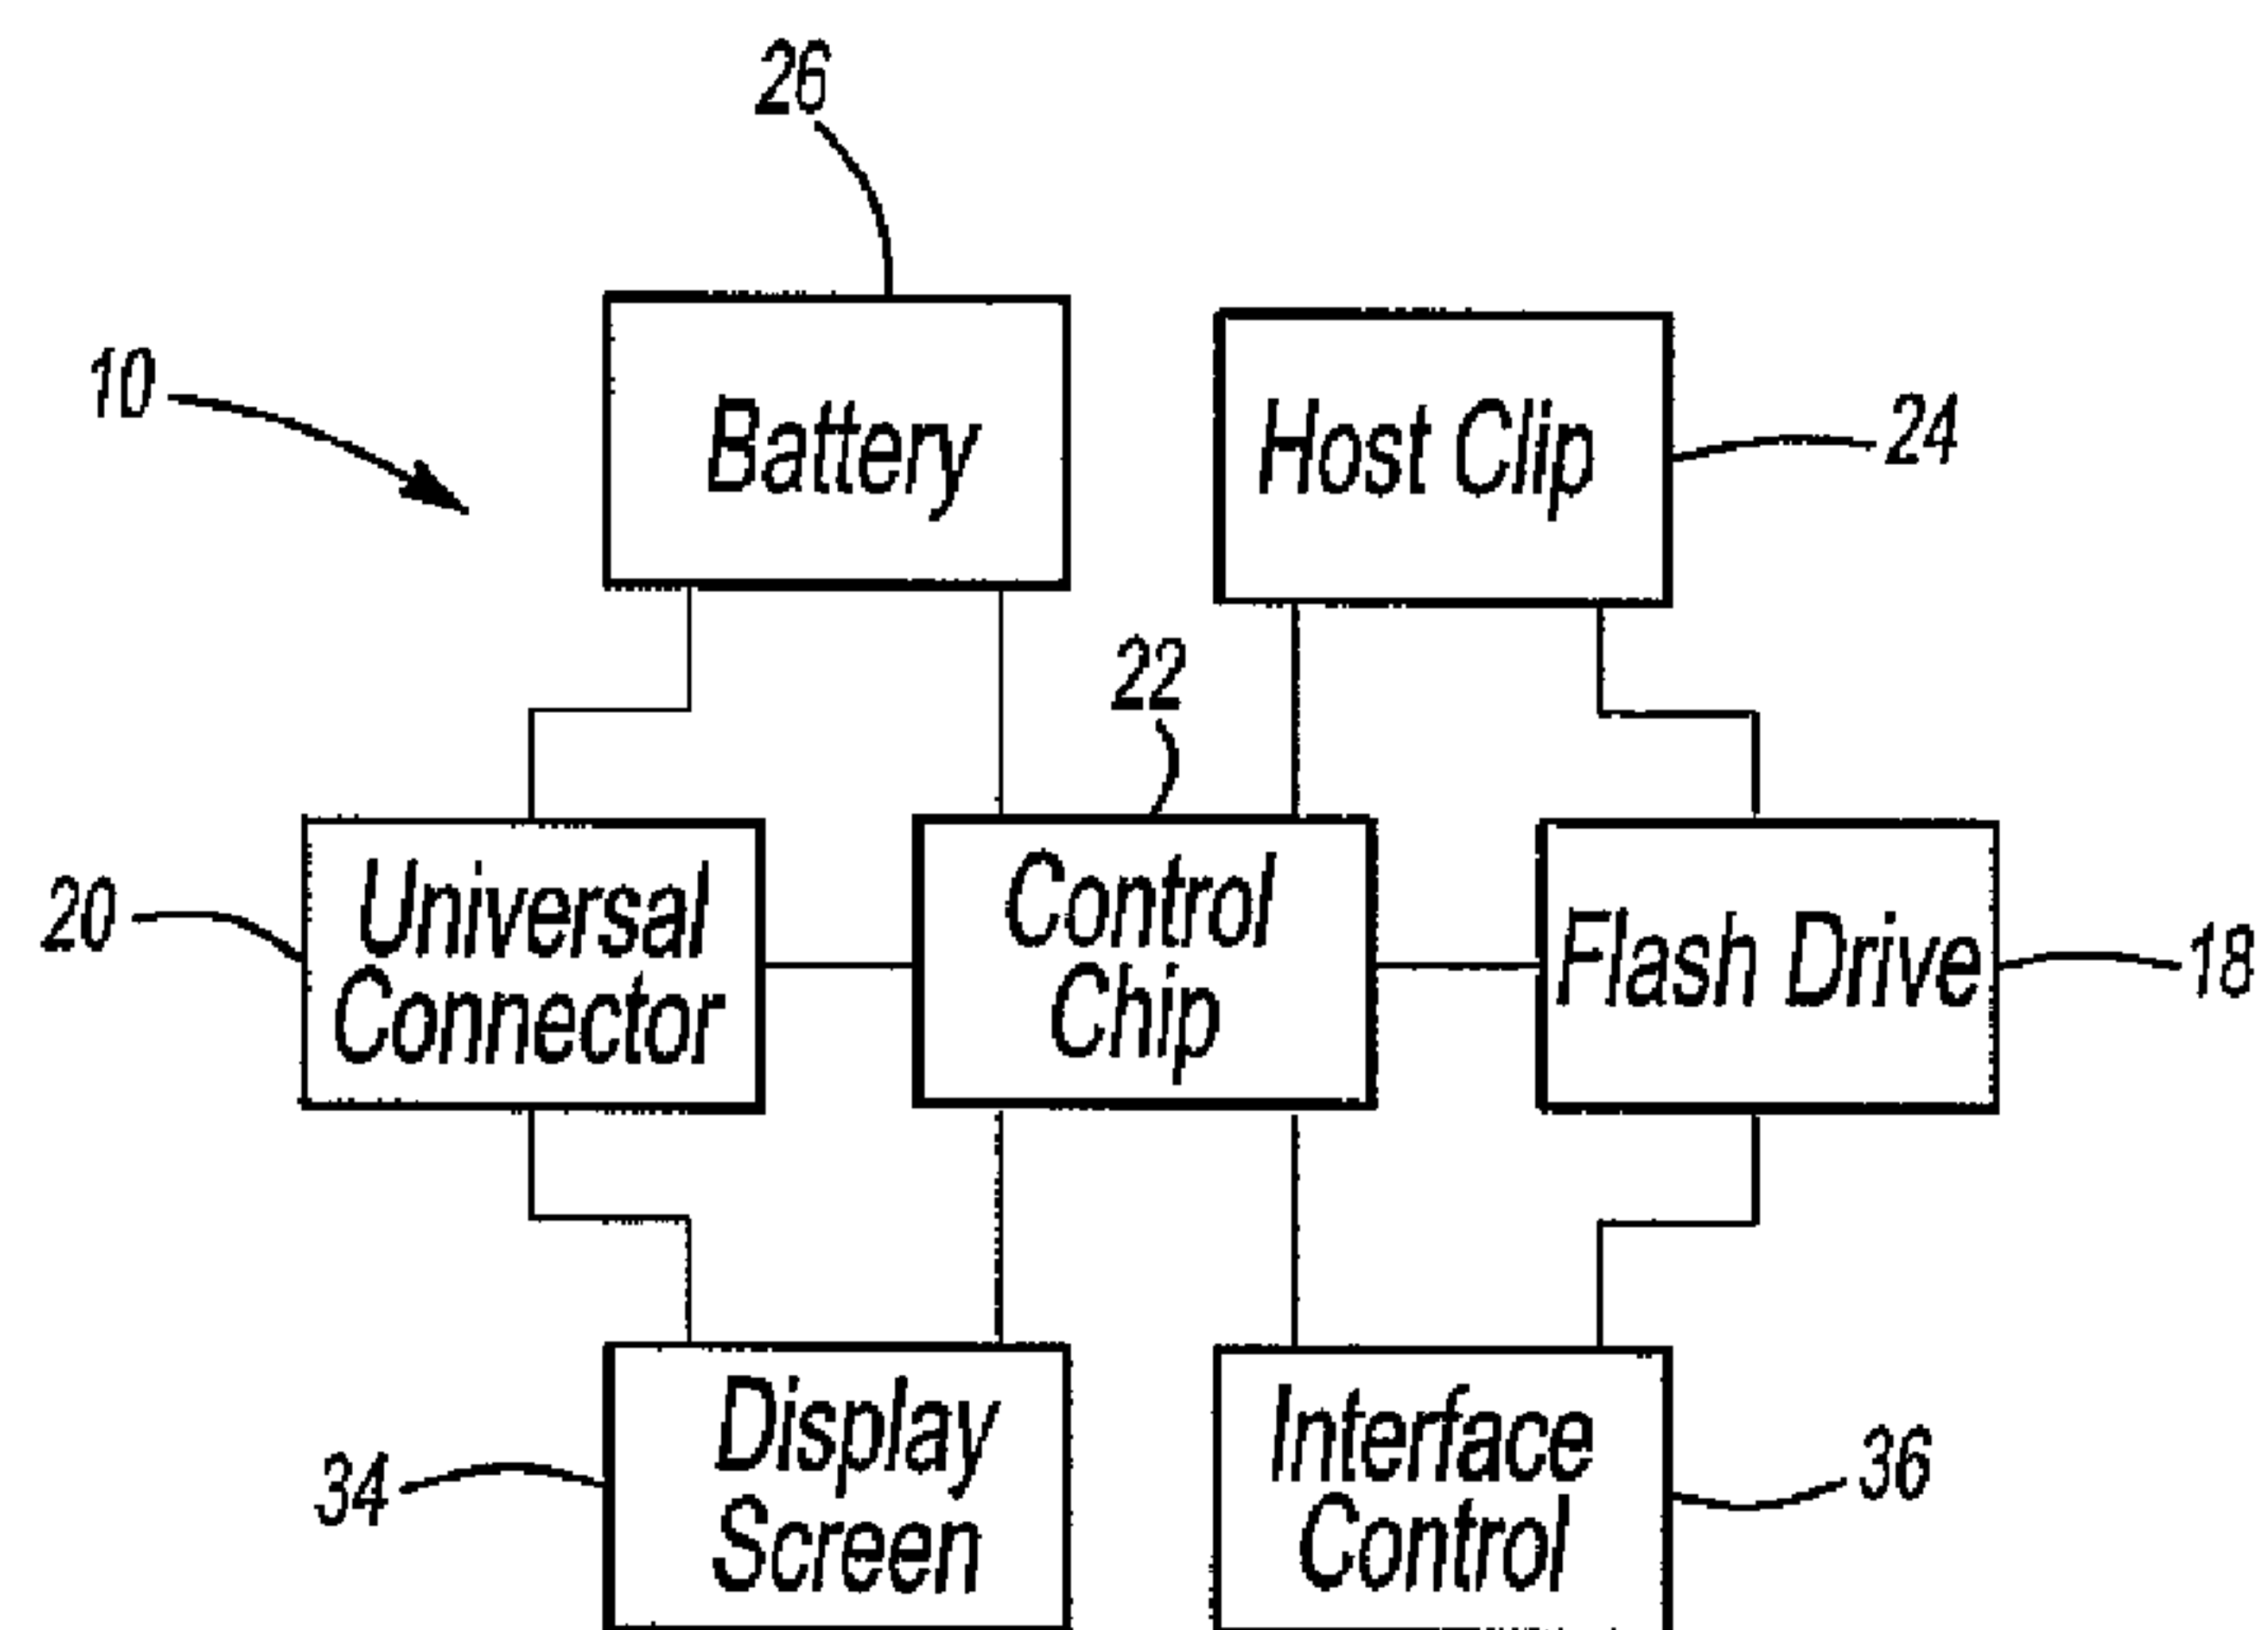 26
10
Battery
Host Clip
24
22
20
Universal
Connector
Control
Chip
Flash Drive
18
34
Display
Screen
Interface
Control
36